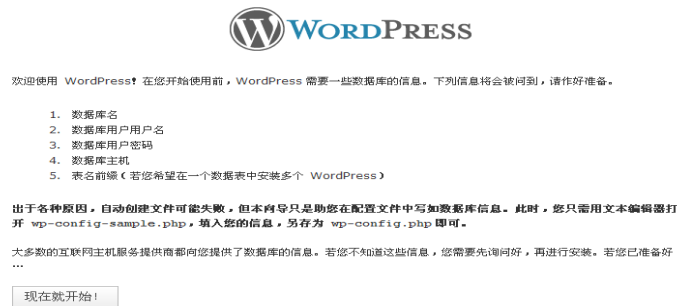 WORDPRESS
欢迎使用 WordPress! 在您开始使用前，WordPress 需要一些数据库的信息。下列信息将会被问到，请作好准备。
1. 数据库名
2. 数据库用户用户名
3. 数据库用户密码
4. 数据库主机
5. 表名前缀（若您希望在一个数据表中安装多个 WordPress）
出于各种原因，自动创建文件可能失败，但本向导只是助您在配置文件中写如数据库信息。此时，您只需用文本编辑器打
开 wp-config-sample.php，填入您的信息，另存为 wp-config.php 即可。
大多数的互联网主机服务提供商都向您提供了数据库的信息。若您不知道这些信息，您需要先询问好，再进行安装。若您已准备好
…
现在就开始！